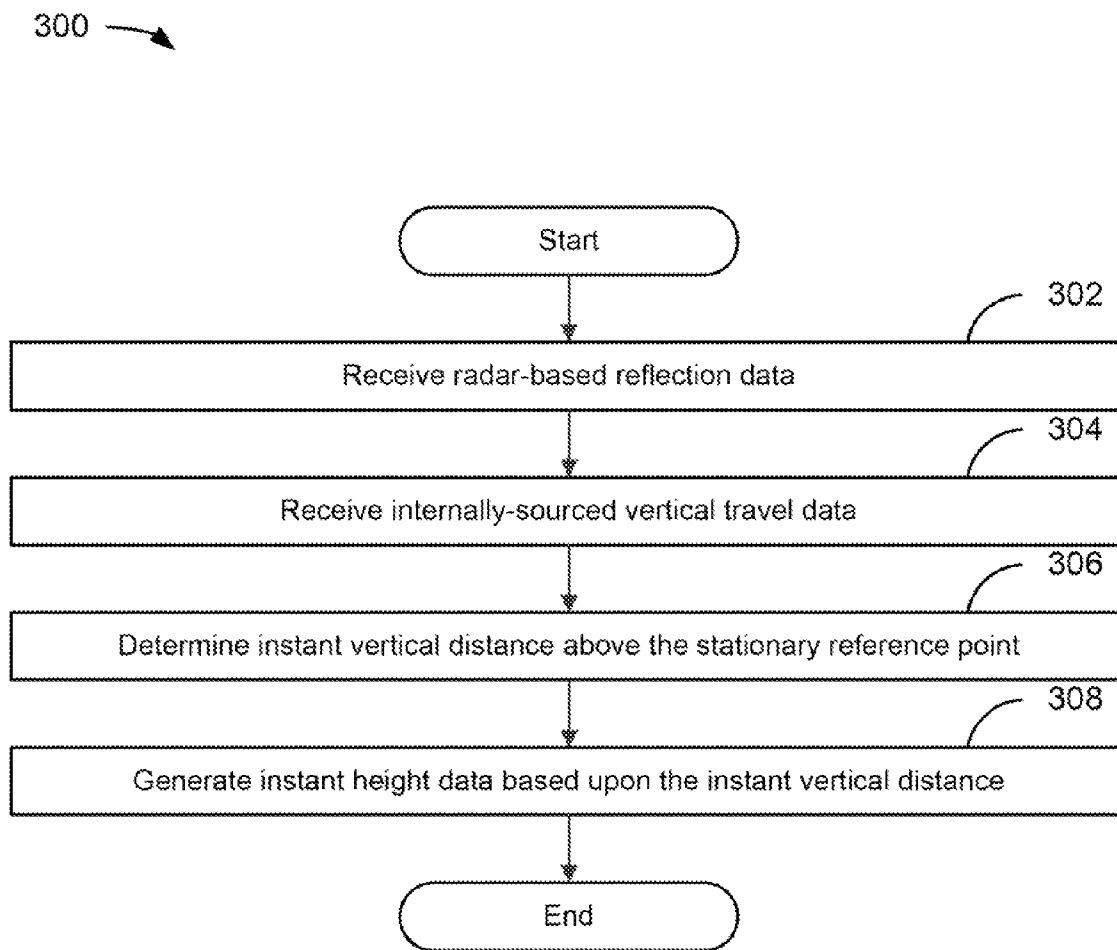 300
Start
302
Receive radar-based reflection data
304
Receive internally-sourced vertical travel data
306
Determine instant vertical distance above the stationary reference point
308
Generate instant height data based upon the instant vertical distance
End